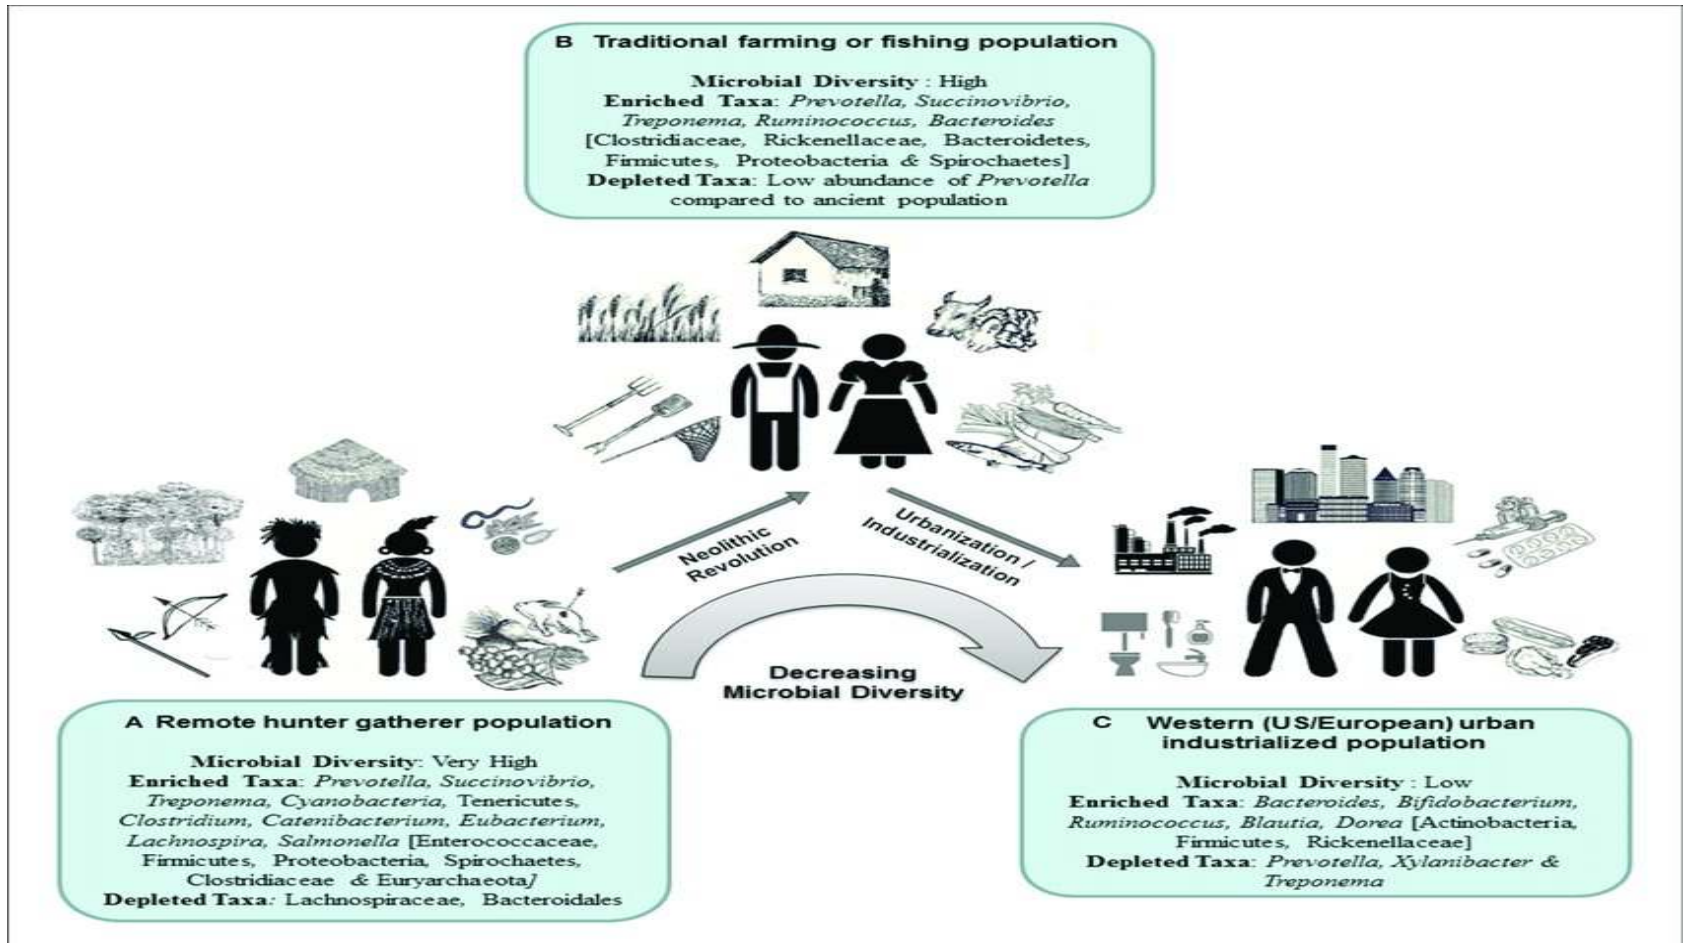 B Traditional farming or fishing population
Microbial Diversity : High
Enriched Taxa: Prevotella, Succinovibrio,
Treponema, Ruminococcus, Bacteroides
[Clostridiaceae, Rickenellaceae, Bacteroidetes,
Firmicutes, Proteobacteria & Spirochaetes]
Depleted Taxa: Low abundance of Prevotella
compared to ancient population
Neolithic
Revolution
Urbanization /
Industrialization
Decreasing
Microbial Diversity
A Remote hunter gatherer population
Microbial Diversity: Very High
Enriched Taxa: Prevotella, Succinovibrio,
Treponema, Cyanobacteria, Tenericutes,
Clostridium, Catenibacterium, Eubacterium,
Lachnospira, Salmonella [Enterococcaceae,
Firmicutes, Proteobacteria, Spirochaetes,
Clostridiaceae & Euryarchaeota]
Depleted Taxa: Lachnospiraceae, Bacteroidales
C Western (US/European) urban
industrialized population
Microbial Diversity : Low
Enriched Taxa: Bacteroides, Bifidobacterium,
Ruminococcus, Blautia, Dorea [Actinobacteria,
Firmicutes, Rickenellaceae]
Depleted Taxa: Prevotella, Xylanibacter &
Treponema